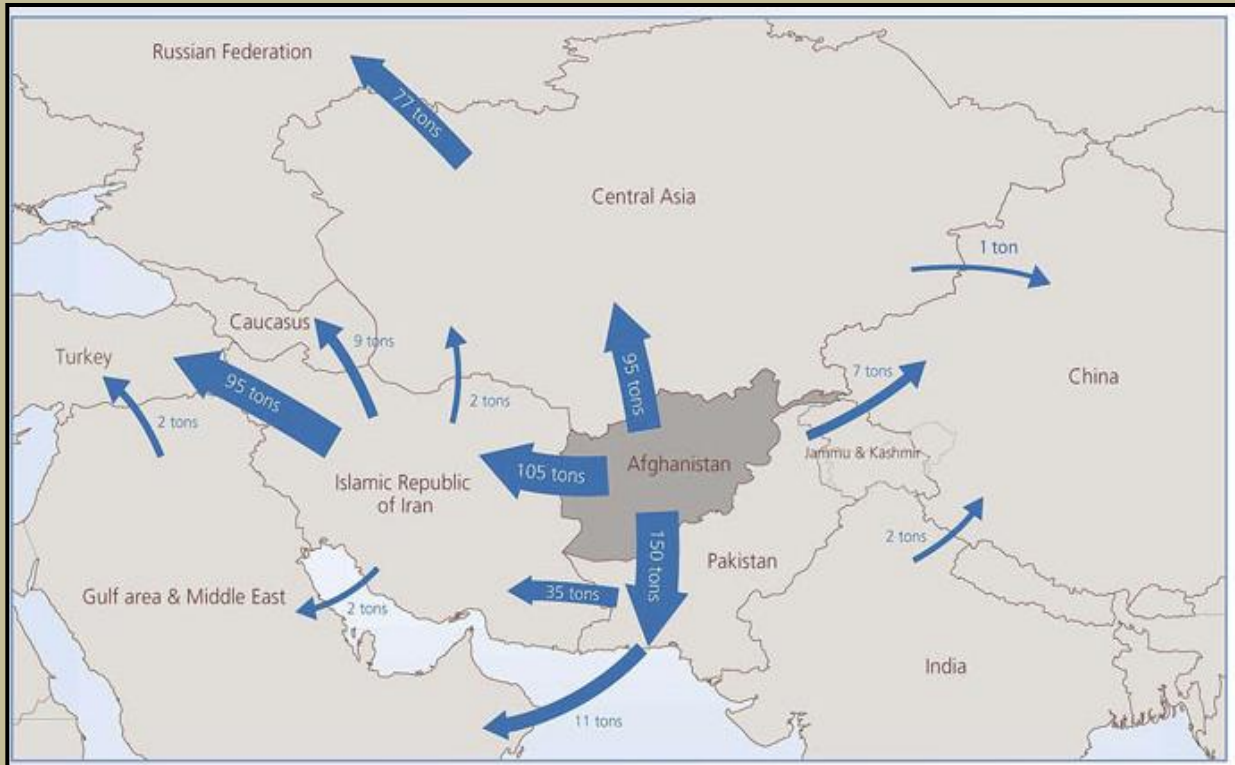 Russian Federation
77 tons
Central Asia
1 ton
Caucasus
9 tons
Turkey
95 tons
2 tons
2 tons
95 tons
7 tons
China
105 tons
Afghanistan
Jammu & Kashmir
Islamic Republic
of Iran
150 tons
Pakistan
2 tons
35 tons
Gulf area & Middle East
2 tons
India
11 tons